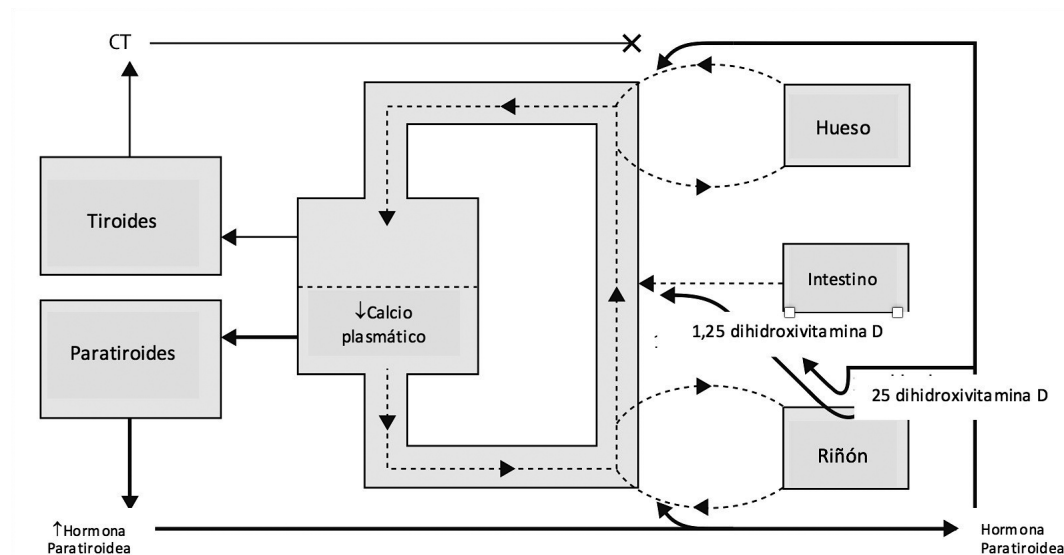 CT
Hueso
Tiroides
Intestino
↓Calcio
plasmático
1,25 dihidroxivitamina D
Paratiroides
25 dihidroxivitamina D
Riñón
↑Hormona
Paratiroidea
Hormona
Paratiroidea